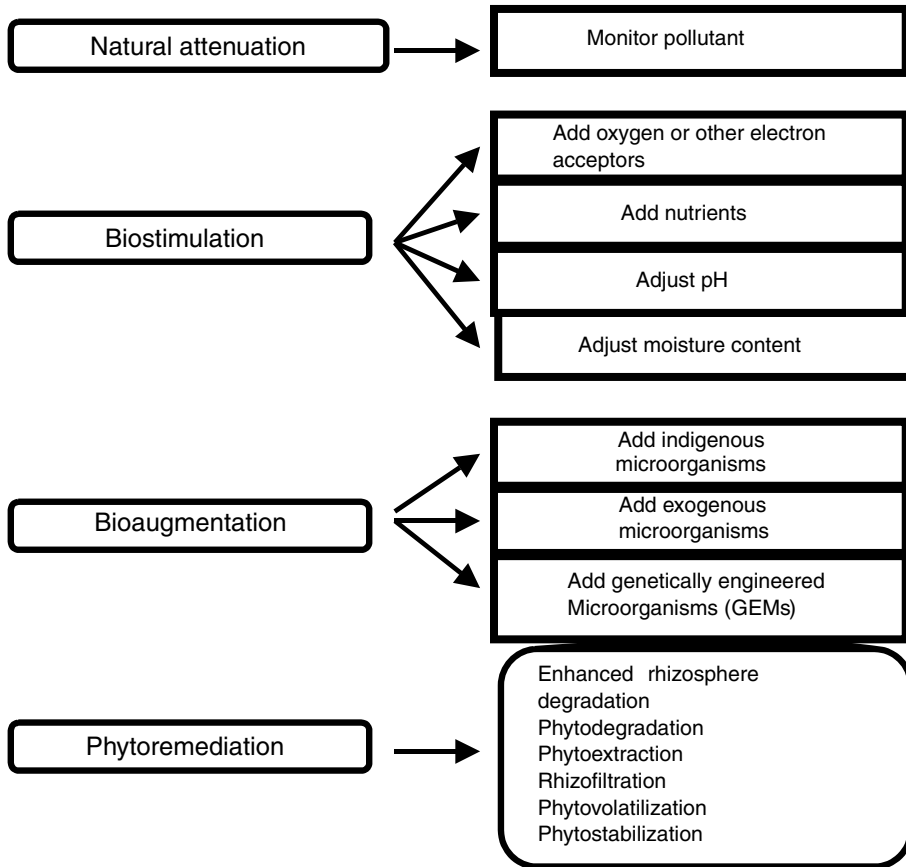 Natural attenuation
Monitor pollutant
Biostimulation
Add oxygen or other electron
acceptors
Add nutrients
Adjust pH
Adjust moisture content
Bioaugmentation
Add indigenous
microorganisms
Add exogenous
microorganisms
Add genetically engineered
Microorganisms (GEMs)
Phytoremediation
Enhanced rhizosphere
degradation
Phytodegradation
Phytoextraction
Rhizofiltration
Phytovolatilization
Phytostabilization